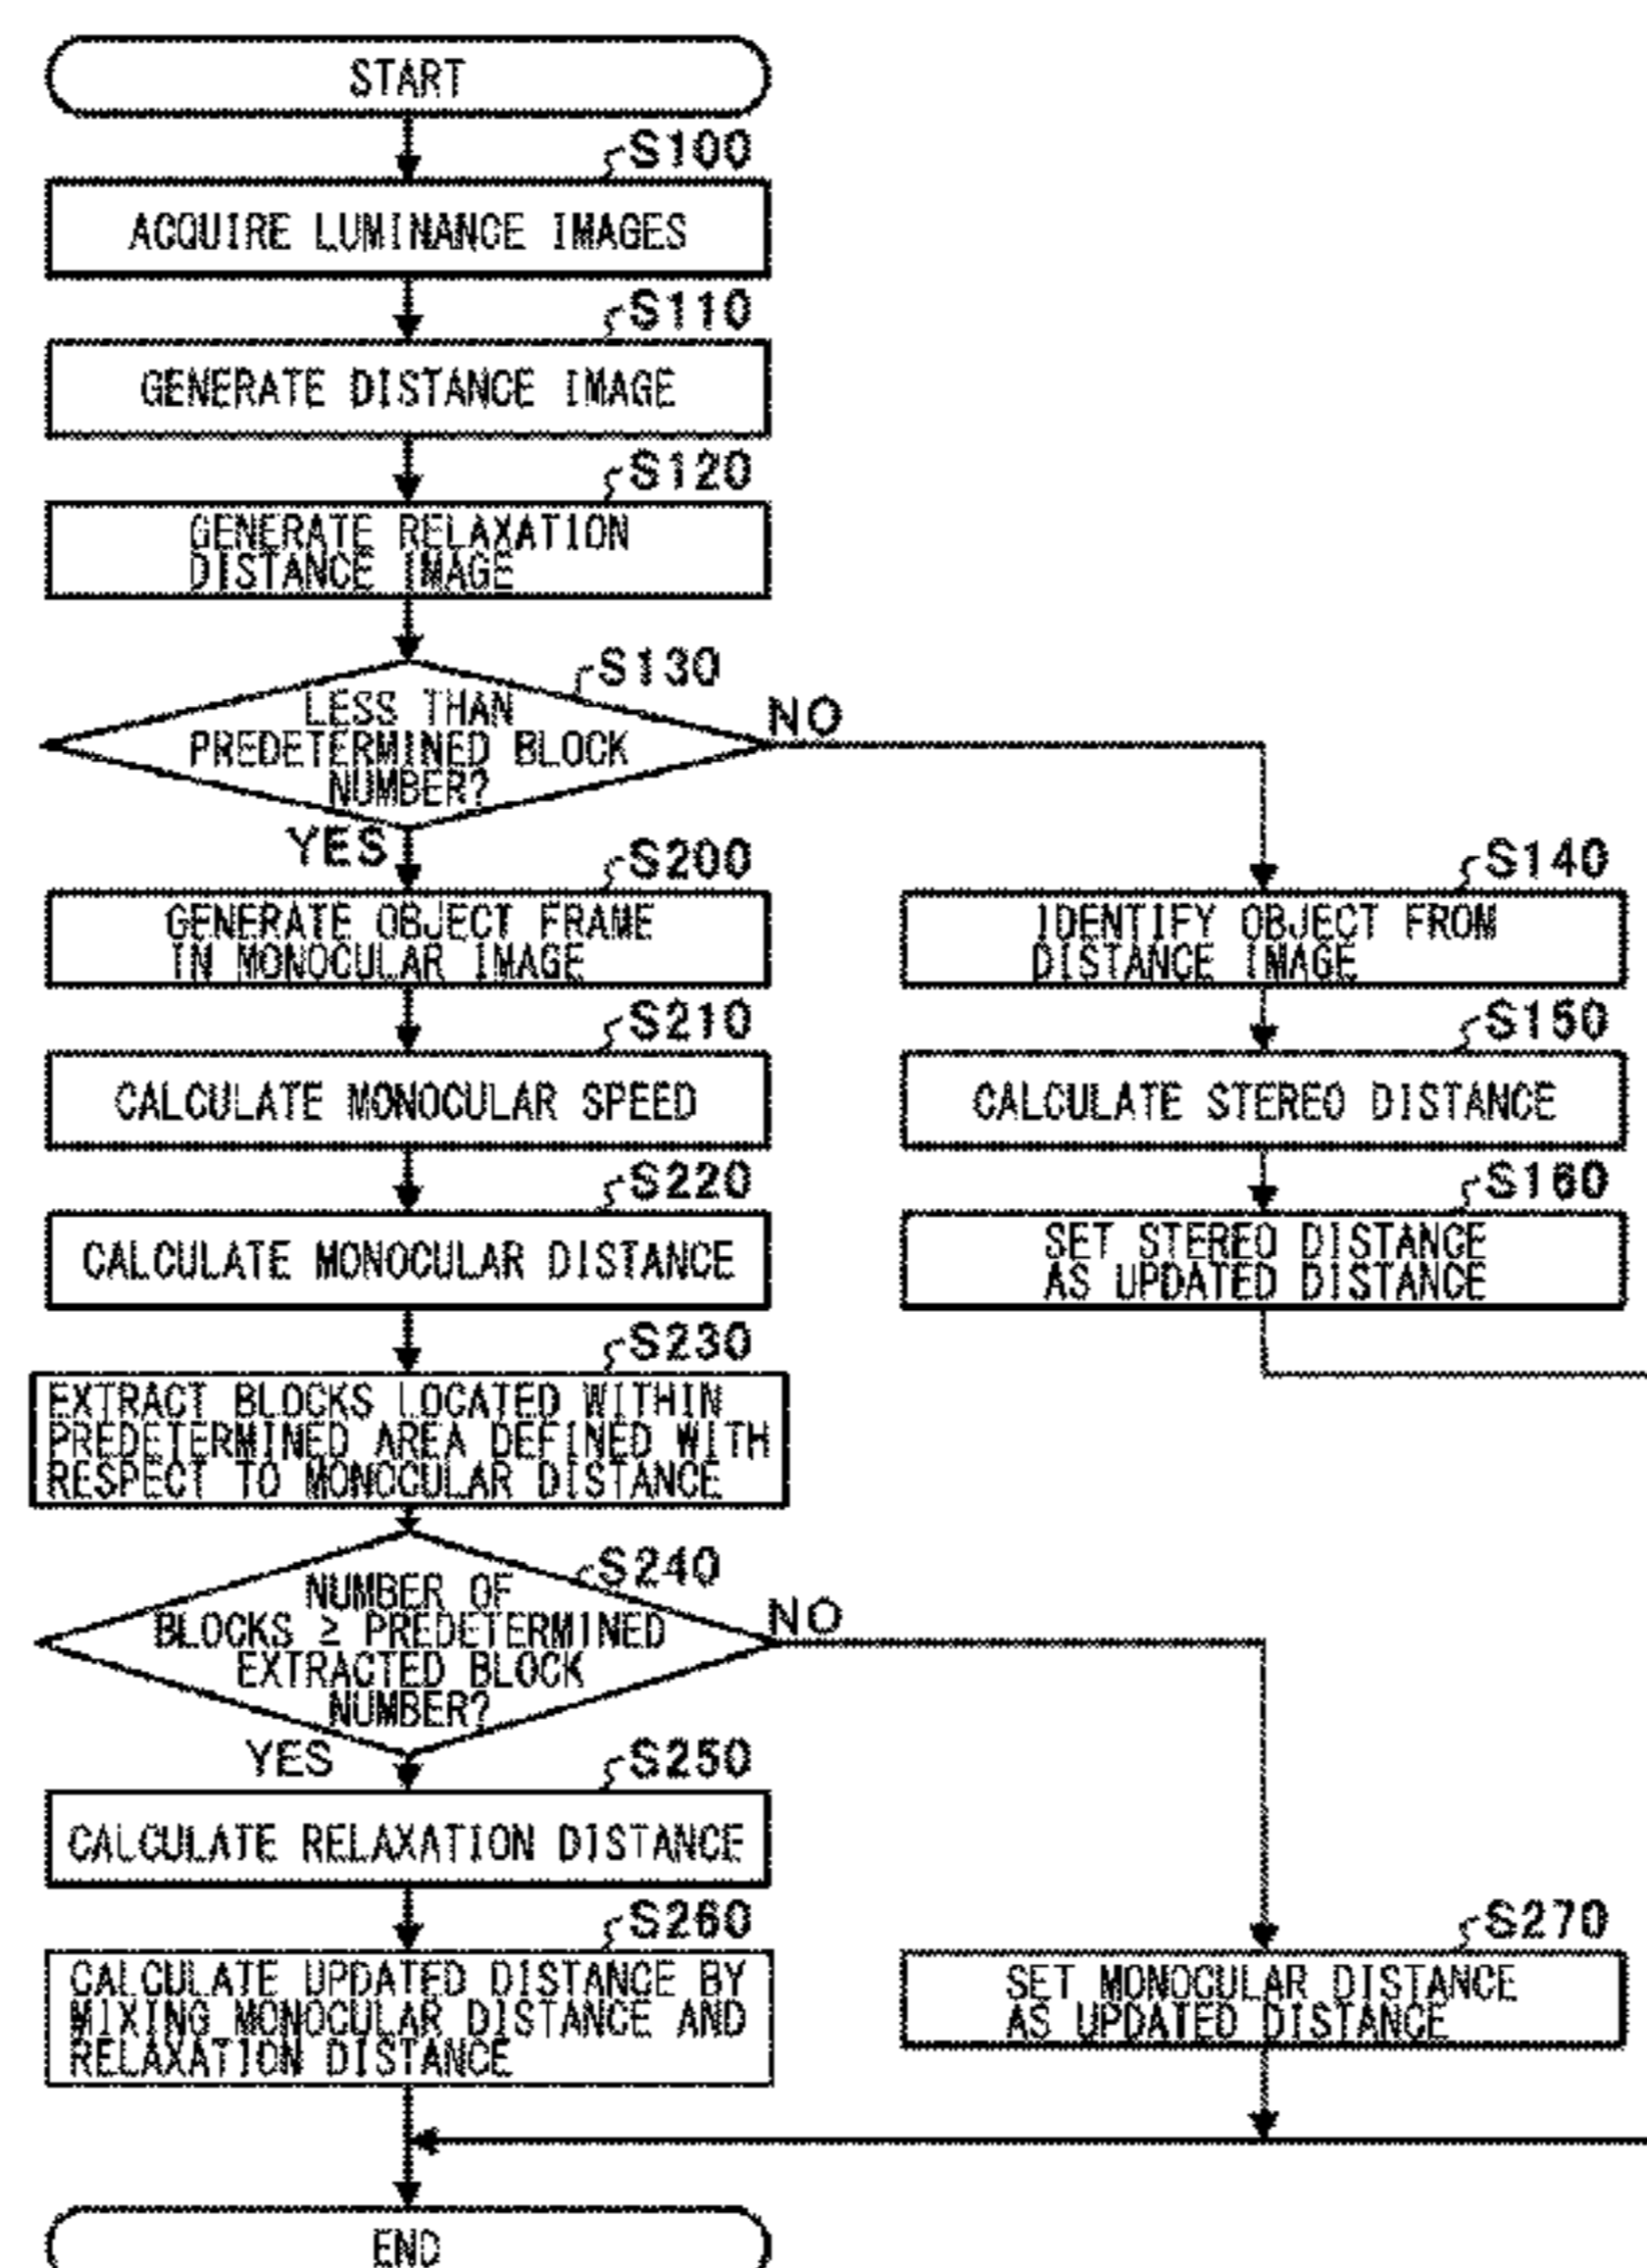 START
S100
ACQUIRE LUMINANCE IMAGES
S110
GENERATE DISTANCE IMAGE
S120
GENERATE RELAXATION
DISTANCE IMAGE
S130
LESS THAN
PREDETERMINED BLOCK
NUMBER?
NO
YES
S200
GENERATE OBJECT FRAME
IN MONOCULAR IMAGE
S140
IDENTIFY OBJECT FROM
DISTANCE IMAGE
S210
CALCULATE MONOCULAR SPEED
S150
CALCULATE STEREO DISTANCE
S220
CALCULATE MONOCULAR DISTANCE
S160
SET STEREO DISTANCE
AS UPDATED DISTANCE
S230
EXTRACT BLOCKS LOCATED WITHIN
PREDETERMINED AREA DEFINED WITH
RESPECT TO MONOCULAR DISTANCE
S240
NUMBER OF
BLOCKS ≥ PREDETERMINED
EXTRACTED BLOCK
NUMBER?
NO
YES
S250
CALCULATE RELAXATION DISTANCE
S260
CALCULATE UPDATED DISTANCE BY
MIXING MONOCULAR DISTANCE AND
RELAXATION DISTANCE
S270
SET MONOCULAR DISTANCE
AS UPDATED DISTANCE
END